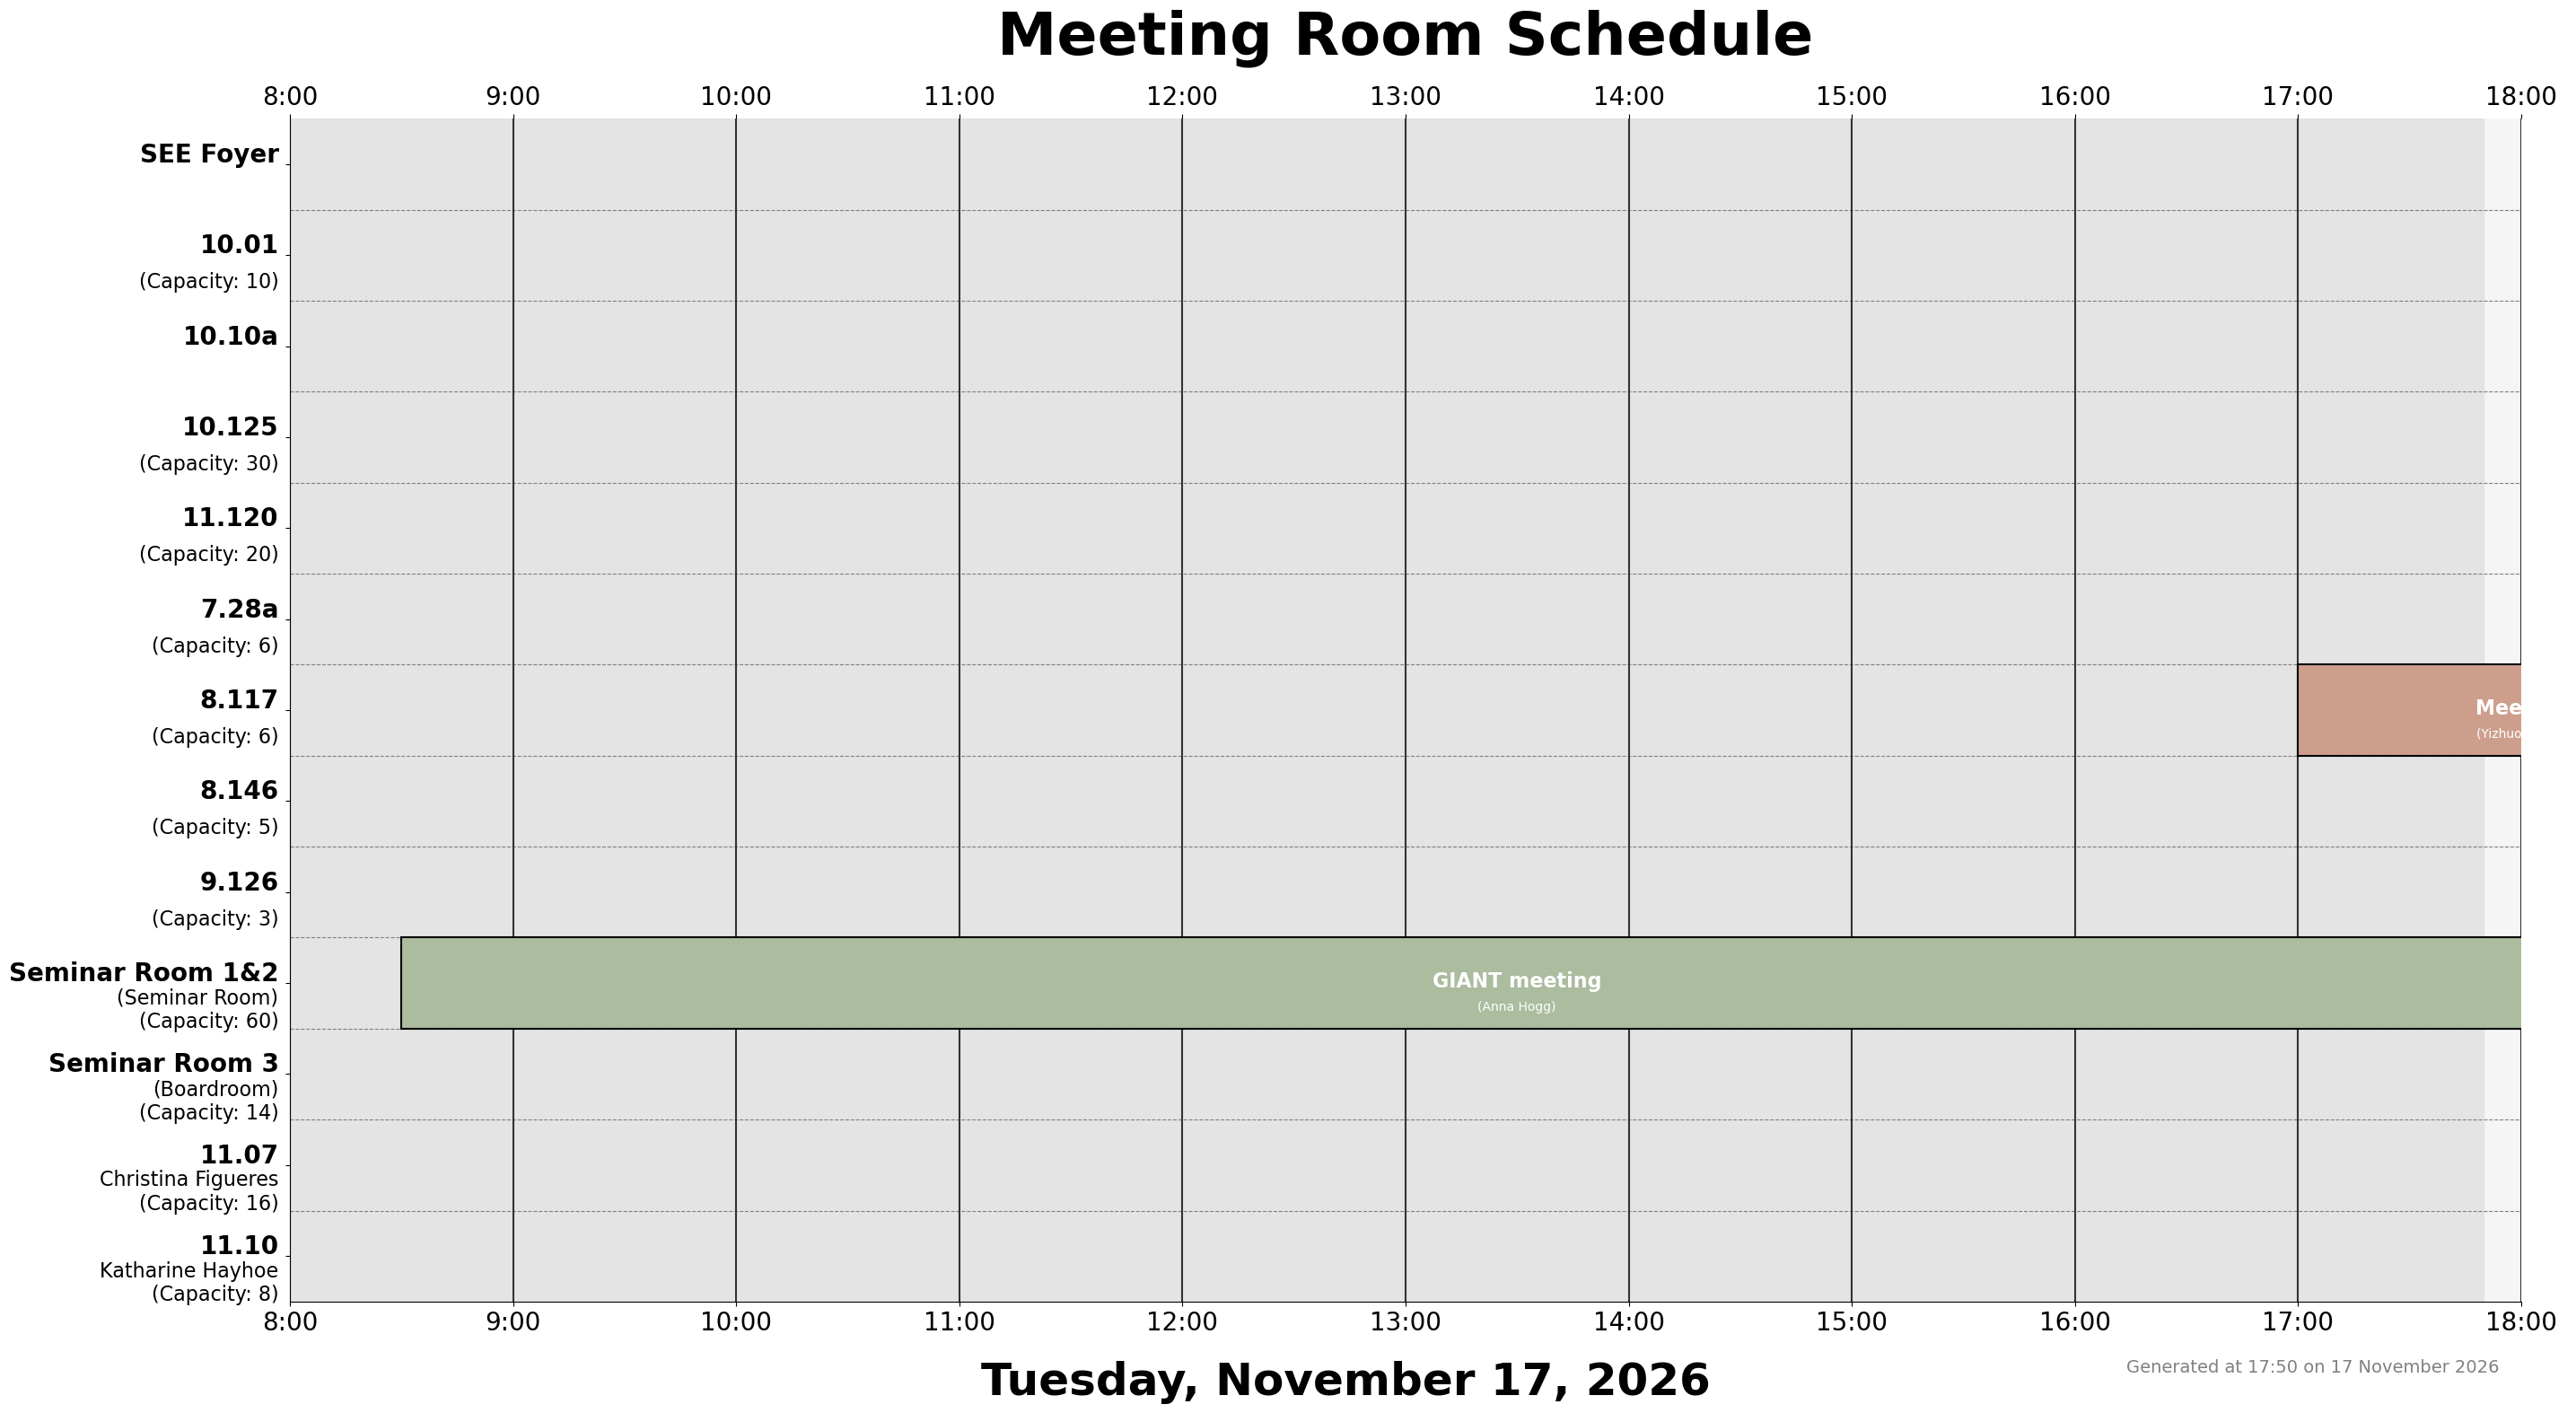 Meeting Room Schedule
8:00 9:00 10:00 11:00 12:00 13:00 14:00 15:00 16:00 17:00 18:00
SEE Foyer
10.01
(Capacity: 10)
10.10a
10.125
(Capacity: 30)
11.120
(Capacity: 20)
7.28a
(Capacity: 6)
8.117
(Capacity: 6)
Mee
(Yizhuo
8.146
(Capacity: 5)
9.126
(Capacity: 3)
Seminar Room 1&2
(Seminar Room)
(Capacity: 60)
GIANT meeting
(Anna Hogg)
Seminar Room 3
(Boardroom)
(Capacity: 14)
11.07
Christina Figueres
(Capacity: 16)
11.10
Katharine Hayhoe
(Capacity: 8)
8:00 9:00 10:00 11:00 12:00 13:00 14:00 15:00 16:00 17:00 18:00
Tuesday, November 17, 2026
Generated at 17:50 on 17 November 2026